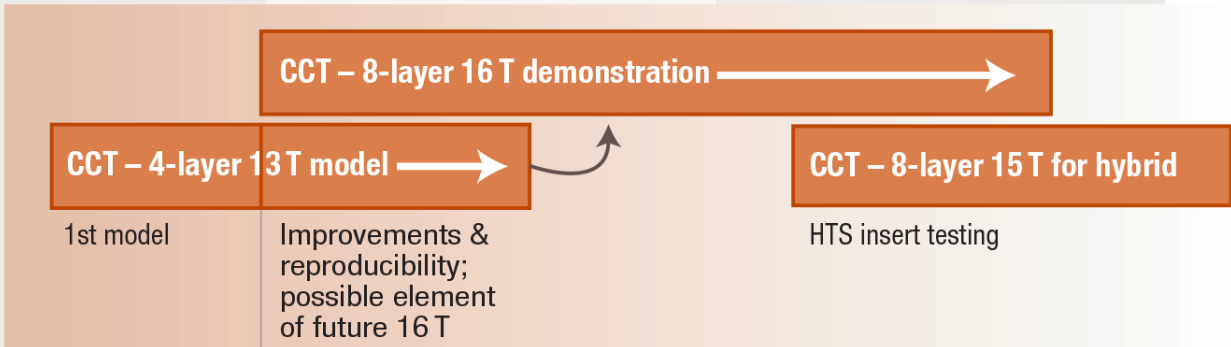 CCT – 8-layer 16 T demonstration
CCT – 4-layer 13 T model
CCT – 8-layer 15 T for hybrid
1st model
Improvements &
reproducibility;
possible element
of future 16 T
HTS insert testing